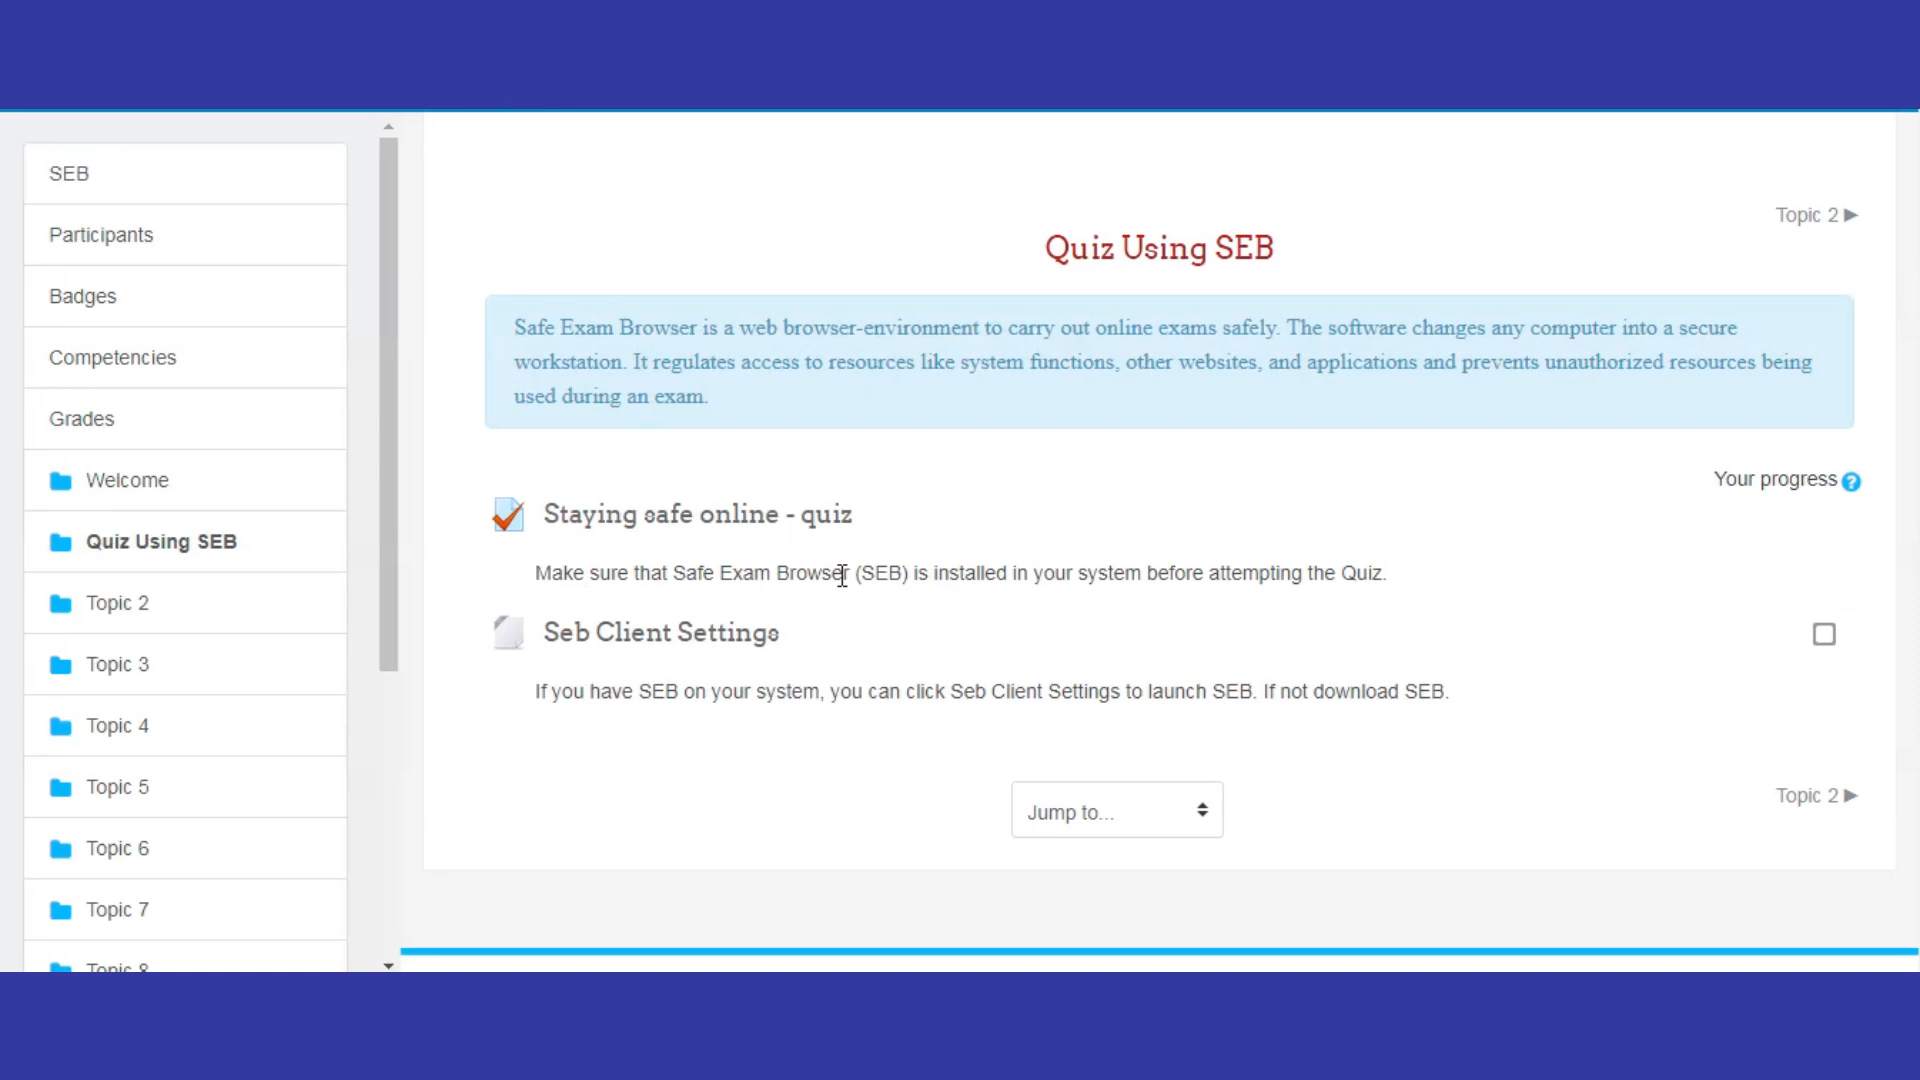 SEB
Participants
Badges
Competencies
Grades
Welcome
Quiz Using SEB
Topic 2
Topic 3
Topic 4
Topic 5
Topic 6
Topic 7
Topic 8
Topic 2 ▶
Quiz Using SEB
Safe Exam Browser is a web browser-environment to carry out online exams safely. The software changes any computer into a secure
workstation. It regulates access to resources like system functions, other websites, and applications and prevents unauthorized resources being
used during an exam.
Your progress
Staying safe online - quiz
Make sure that Safe Exam Browser (SEB) is installed in your system before attempting the Quiz.
Seb Client Settings
If you have SEB on your system, you can click Seb Client Settings to launch SEB. If not download SEB.
Jump to...
Topic 2 ▶